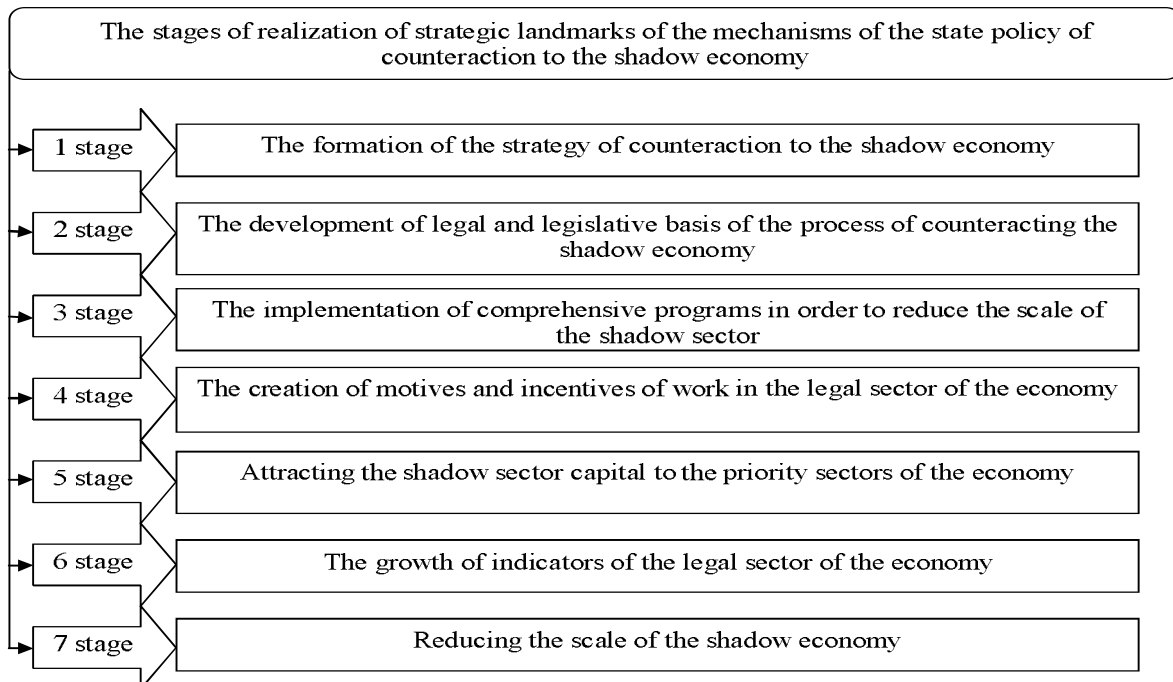 The stages of realization of strategic landmarks of the mechanisms of the state policy of
counteraction to the shadow economy
1 stage
The formation of the strategy of counteraction to the shadow economy
2 stage
The development of legal and legislative basis of the process of counteracting the
shadow economy
3 stage
The implementation of comprehensive programs in order to reduce the scale of
the shadow sector
4 stage
The creation of motives and incentives of work in the legal sector of the economy
5 stage
Attracting the shadow sector capital to the priority sectors of the economy
6 stage
The growth of indicators of the legal sector of the economy
7 stage
Reducing the scale of the shadow economy